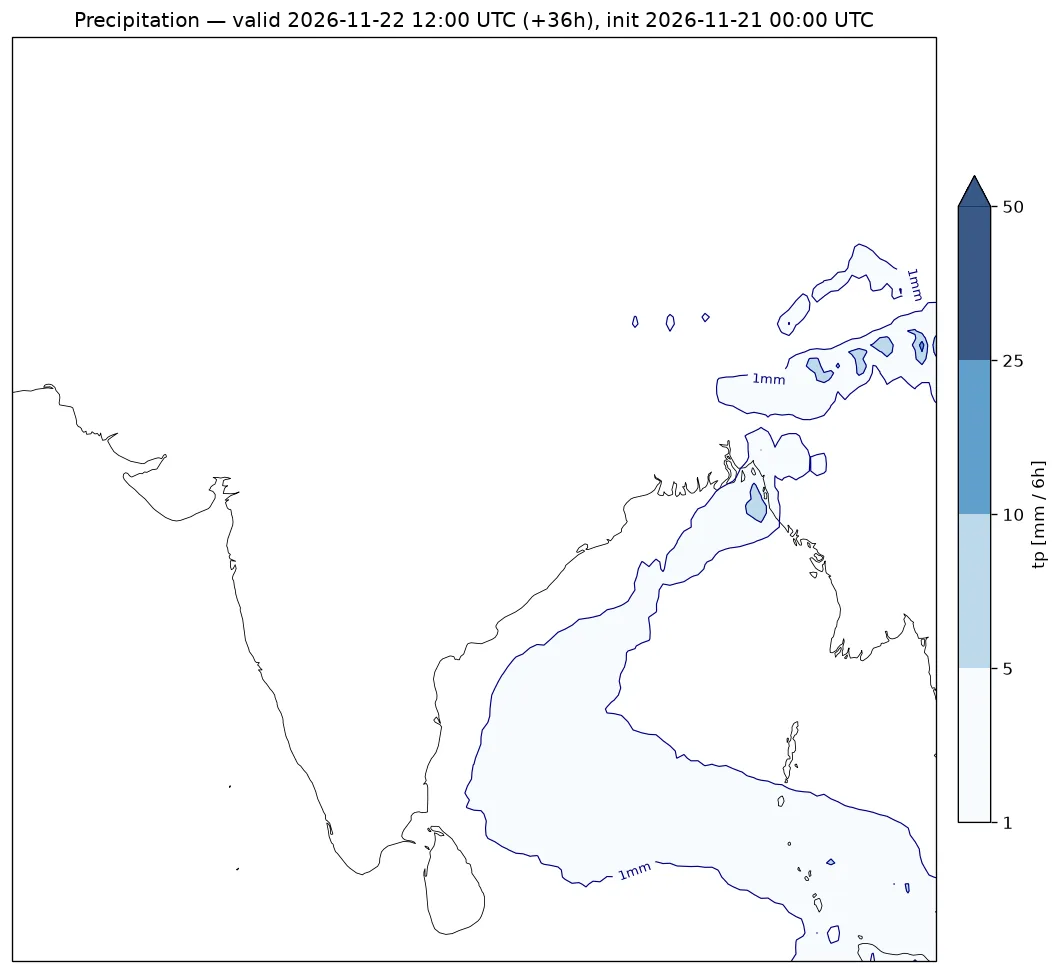 Precipitation — valid 2026-11-22 12:00 UTC (+36h), init 2026-11-21 00:00 UTC
1mm
1mm
1mm
50
25
10
5
1
tp [mm / 6h]